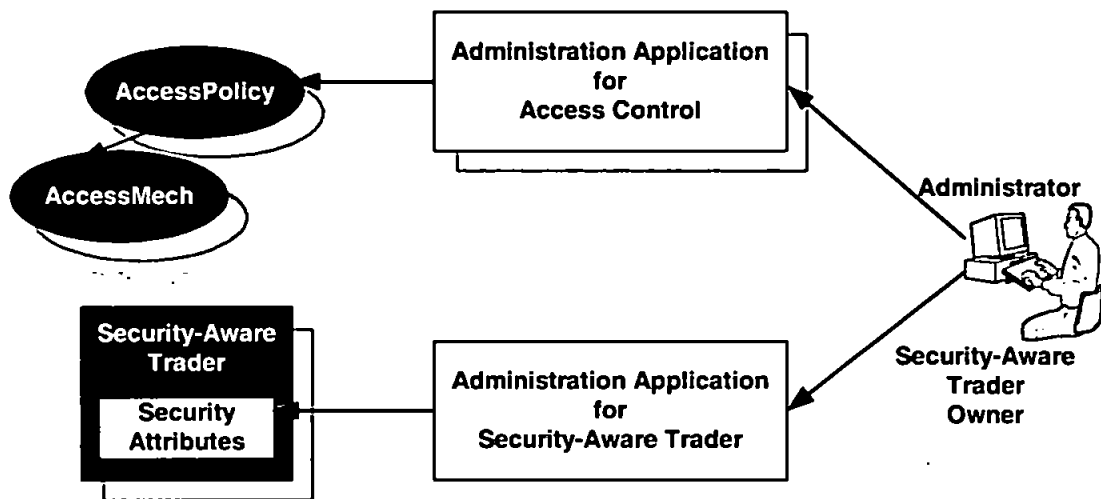 Administration Application
for
Access Control
AccessPolicy
AccessMech
Administrator
Security-Aware
Trader
Security
Attributes
Administration Application
for
Security-Aware Trader
Security-Aware
Trader
Owner